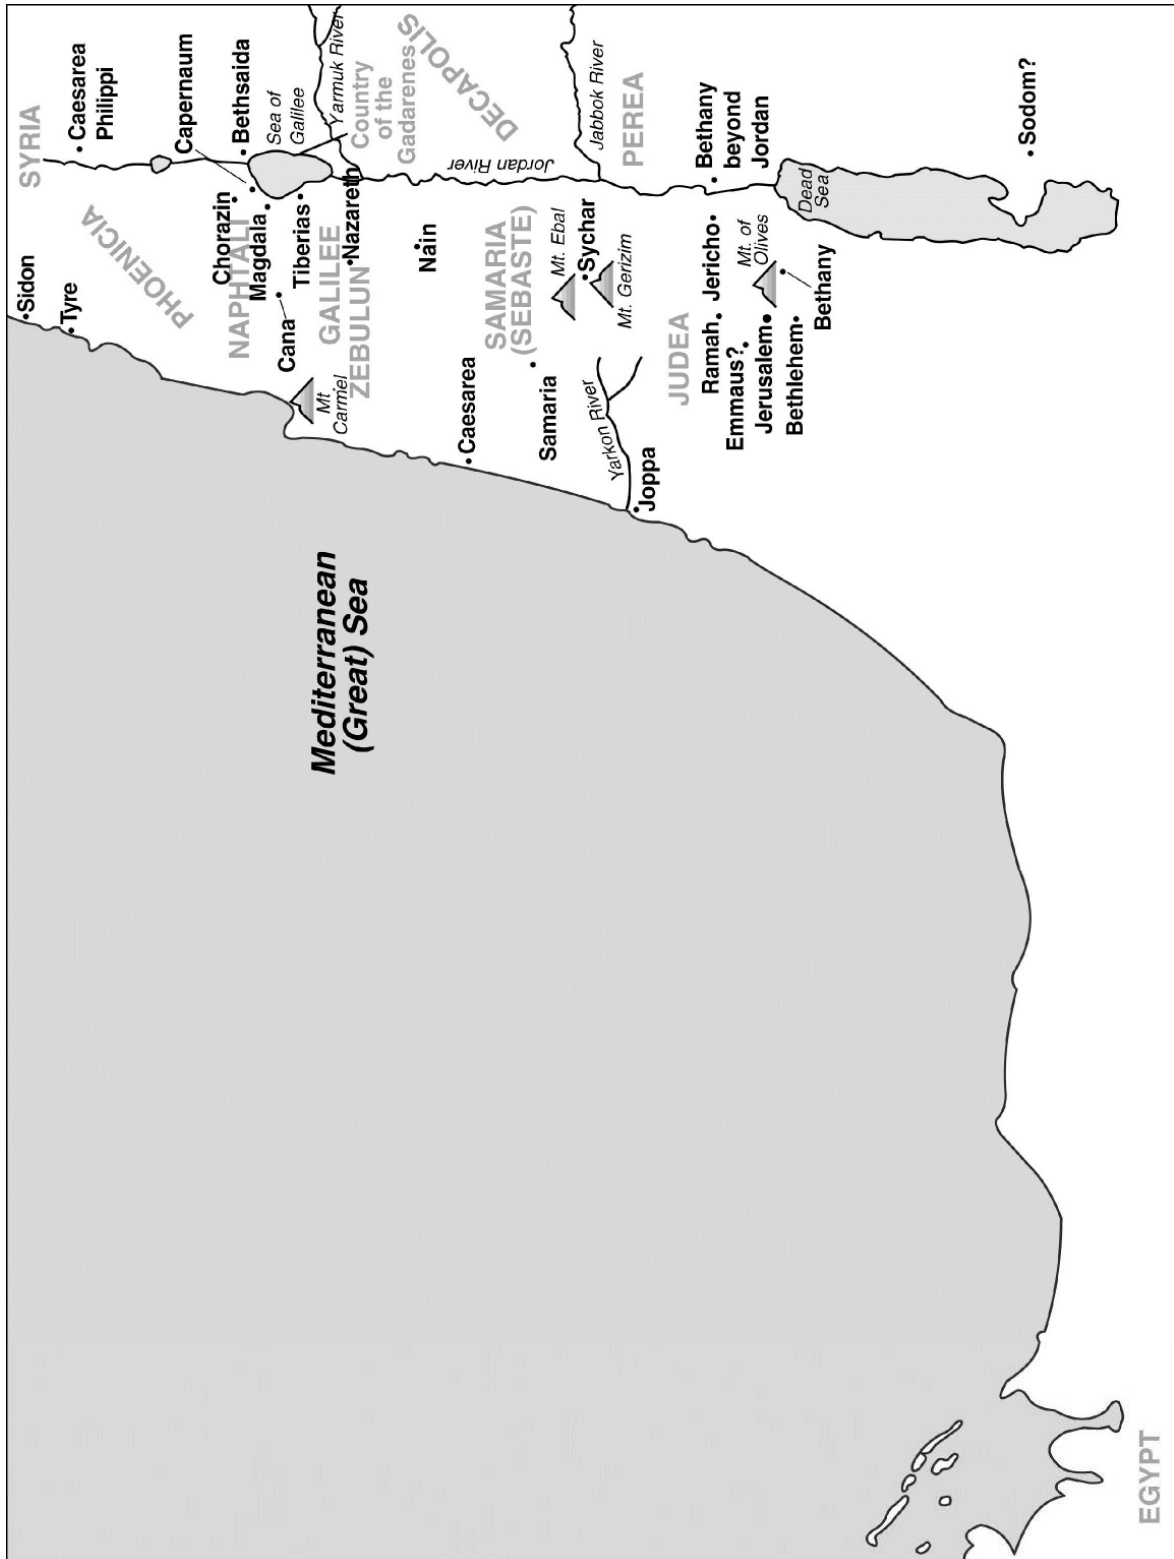 SYRIA
Caesarea
Philippi
PHOENICIA
Sidon
Tyre
Capernaum
Bethsaida
Sea of
Galilee
Chorazin
NAPHTALI
Magdala
Tiberias
Cana
GALILEE
ZEBULUN
Mt
Carmiel
Nazareth
Yarmuk River
Country
of the
Gadarenes
DECAPOLIS
Nain
Jordan River
Caesarea
SAMARIA
(SEBASTE)
Samaria
Mt. Ebal
Sychar
Mt. Gerizim
Jabbok River
PEREA
Yarkon River
Joppa
JUDEA
Ramah
Jericho
Bethany
beyond
Jordan
Emmaus?
Jerusalem
Mt. of
Olives
Bethlehem
Bethany
Dead
Sea
Sodom?
Mediterranean
(Great) Sea
EGYPT